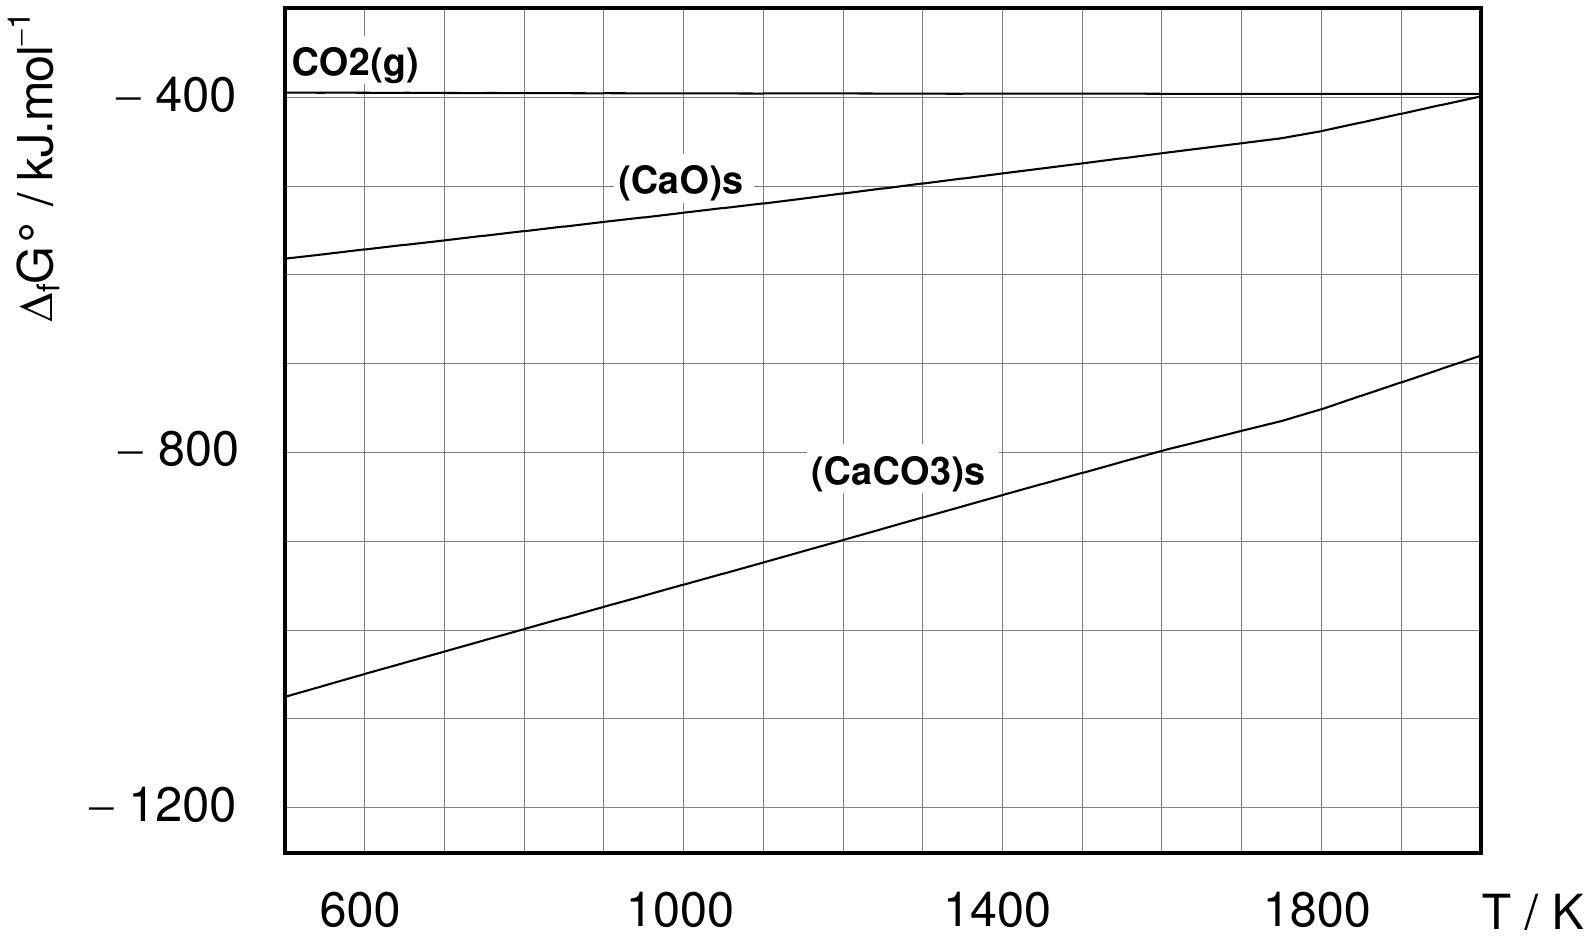 CO2(g)
– 400
(CaO)s
ΔfG° / kJ.mol⁻¹
– 800
(CaCO3)s
– 1200
600 1000 1400 1800 T / K